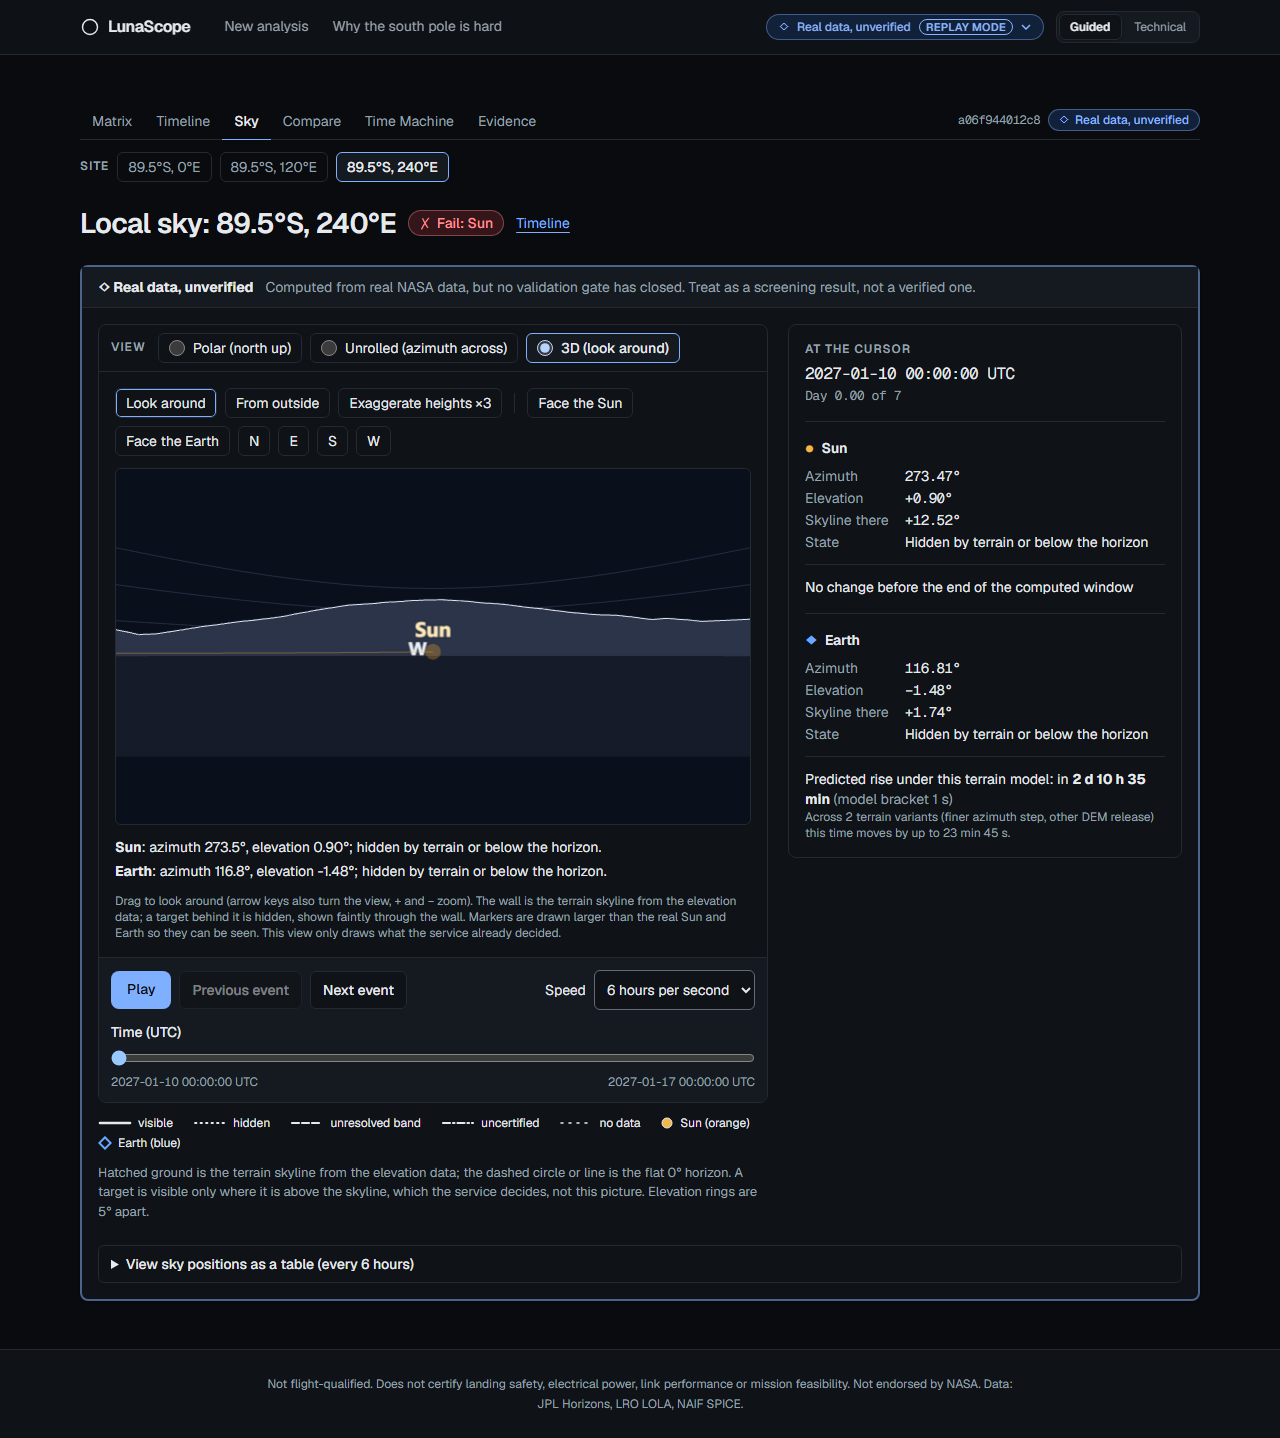 LunaScope
New analysis
Why the south pole is hard
Real data, unverified REPLAY MODE
Guided
Technical
Matrix
Timeline
Sky
Compare
Time Machine
Evidence
a06f944012c8
Real data, unverified
SITE
89.5°S, 0°E
89.5°S, 120°E
89.5°S, 240°E
Local sky: 89.5°S, 240°E
Fail: Sun
Timeline
Real data, unverified Computed from real NASA data, but no validation gate has closed. Treat as a screening result, not a verified one.
VIEW
Polar (north up)
Unrolled (azimuth across)
3D (look around)
Look around
From outside
Exaggerate heights ×3
Face the Sun
Face the Earth
N
E
S
W
Sun
W
Sun: azimuth 273.5°, elevation 0.90°; hidden by terrain or below the horizon.
Earth: azimuth 116.8°, elevation -1.48°; hidden by terrain or below the horizon.
Drag to look around (arrow keys also turn the view, + and − zoom). The wall is the terrain skyline from the elevation
data; a target behind it is hidden, shown faintly through the wall. Markers are drawn larger than the real Sun and
Earth so they can be seen. This view only draws what the service already decided.
Play
Previous event
Next event
Speed
6 hours per second
Time (UTC)
2027-01-10 00:00:00 UTC
2027-01-17 00:00:00 UTC
visible
hidden
unresolved band
uncertified
no data
Sun (orange)
Earth (blue)
Hatched ground is the terrain skyline from the elevation data; the dashed circle or line is the flat 0° horizon. A
target is visible only where it is above the skyline, which the service decides, not this picture. Elevation rings are
5° apart.
AT THE CURSOR
2027-01-10 00:00:00 UTC
Day 0.00 of 7
Sun
Azimuth 273.47°
Elevation +0.90°
Skyline there +12.52°
State Hidden by terrain or below the horizon
No change before the end of the computed window
Earth
Azimuth 116.81°
Elevation −1.48°
Skyline there +1.74°
State Hidden by terrain or below the horizon
Predicted rise under this terrain model: in 2 d 10 h 35
min (model bracket 1 s)
Across 2 terrain variants (finer azimuth step, other DEM release)
this time moves by up to 23 min 45 s.
View sky positions as a table (every 6 hours)
Not flight-qualified. Does not certify landing safety, electrical power, link performance or mission feasibility. Not endorsed by NASA. Data:
JPL Horizons, LRO LOLA, NAIF SPICE.